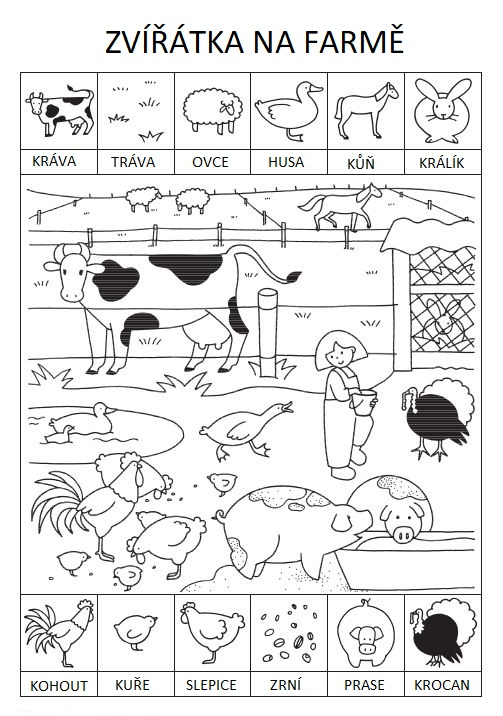 ZVÍŘÁTKA NA FARMĚ
KRÁVA TRÁVA OVCE HUSA KŮŇ KRÁLÍK
KOHOUT KUŘE SLEPICE ZRNÍ PRASE KROCAN